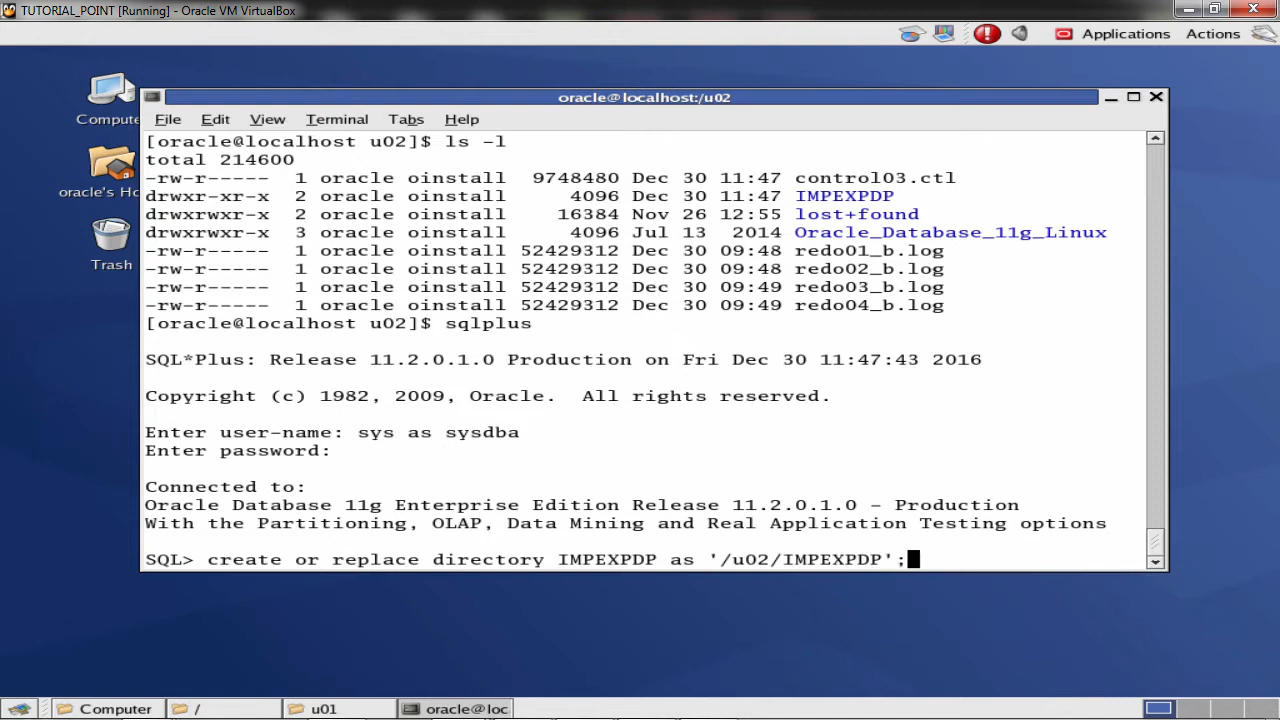 TUTORIAL_POINT [Running] - Oracle VM VirtualBox
Applications Actions
Compute
oracle's Ho
Trash
oracle@localhost:/u02
File Edit View Terminal Tabs Help
[oracle@localhost u02]$ ls -l
total 214600
-rw-r----- 1 oracle oinstall 9748480 Dec 30 11:47 control03.ctl
drwxr-xr-x 2 oracle oinstall 4096 Dec 30 11:47 IMPEXPDP
drwxrwxr-x 2 oracle oinstall 16384 Nov 26 12:55 lost+found
drwxrwxr-x 3 oracle oinstall 4096 Jul 13 2014 Oracle_Database_11g_Linux
-rw-r----- 1 oracle oinstall 52429312 Dec 30 09:48 redo01_b.log
-rw-r----- 1 oracle oinstall 52429312 Dec 30 09:48 redo02_b.log
-rw-r----- 1 oracle oinstall 52429312 Dec 30 09:49 redo03_b.log
-rw-r----- 1 oracle oinstall 52429312 Dec 30 09:49 redo04_b.log
[oracle@localhost u02]$ sqlplus
SQL*Plus: Release 11.2.0.1.0 Production on Fri Dec 30 11:47:43 2016
Copyright (c) 1982, 2009, Oracle. All rights reserved.
Enter user-name: sys as sysdba
Enter password:
Connected to:
Oracle Database 11g Enterprise Edition Release 11.2.0.1.0 - Production
With the Partitioning, OLAP, Data Mining and Real Application Testing options
SQL> create or replace directory IMPEXPDP as '/u02/IMPEXPDP';
Computer / u01 oracle@loc